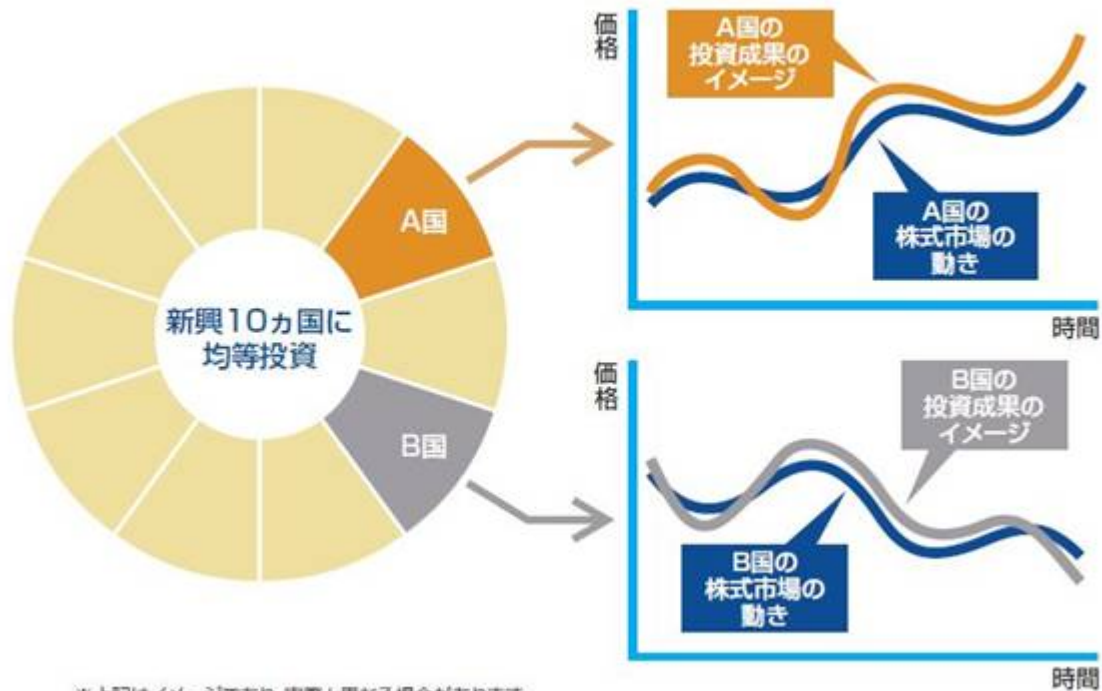 価格
A国の
投資成果の
イメージ
A国の
株式市場の
動き
時間
A国
新興10ヵ国に
均等投資
B国
価格
B国の
投資成果の
イメージ
B国の
株式市場の
動き
時間